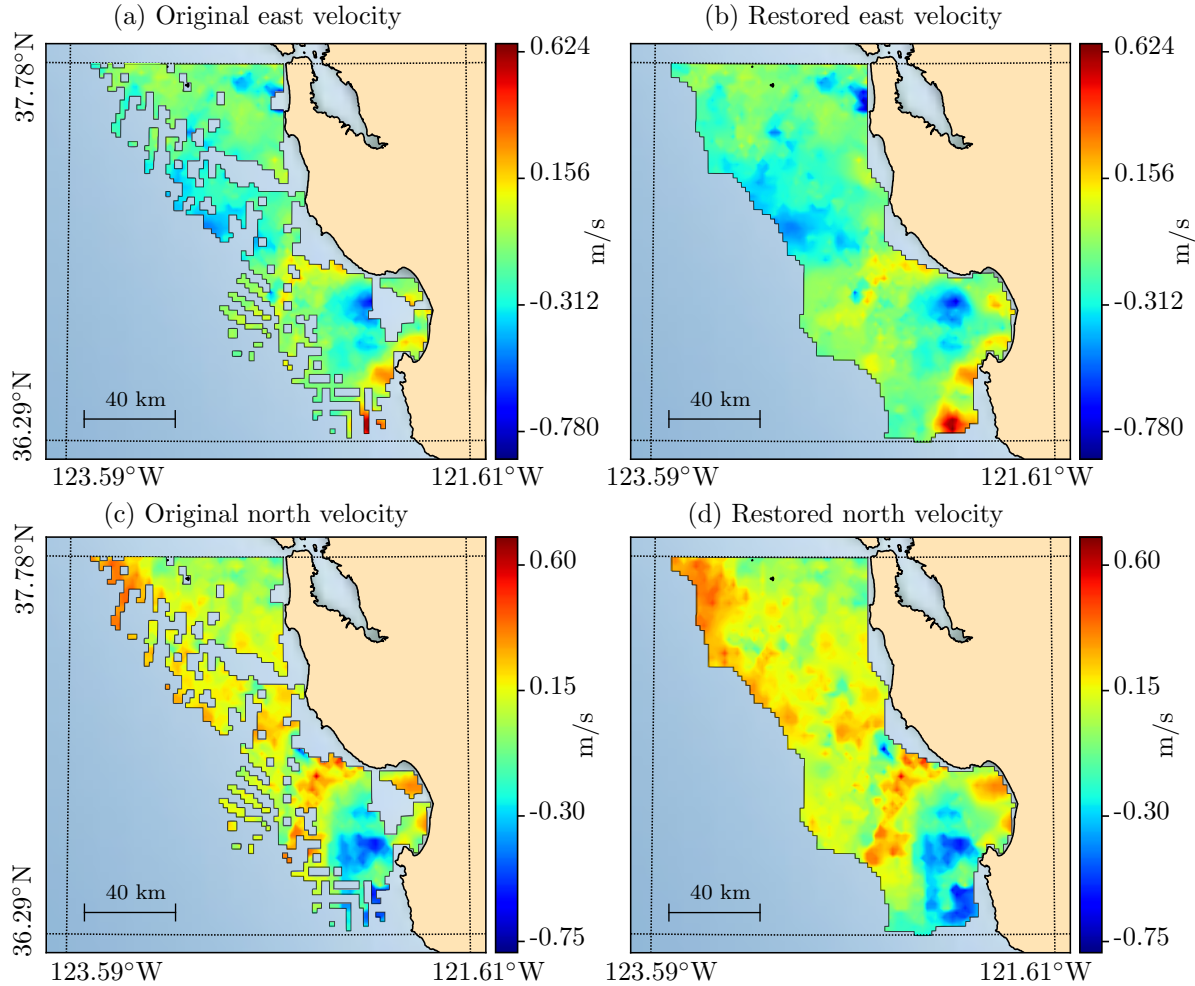 (a) Original east velocity
(b) Restored east velocity
37.78°N
36.29°N
40 km
123.59°W
121.61°W
0.624
0.156
-0.312
-0.780
m/s
40 km
123.59°W
121.61°W
0.624
0.156
-0.312
-0.780
m/s
(c) Original north velocity
(d) Restored north velocity
37.78°N
36.29°N
40 km
123.59°W
121.61°W
0.60
0.15
-0.30
-0.75
m/s
40 km
123.59°W
121.61°W
0.60
0.15
-0.30
-0.75
m/s